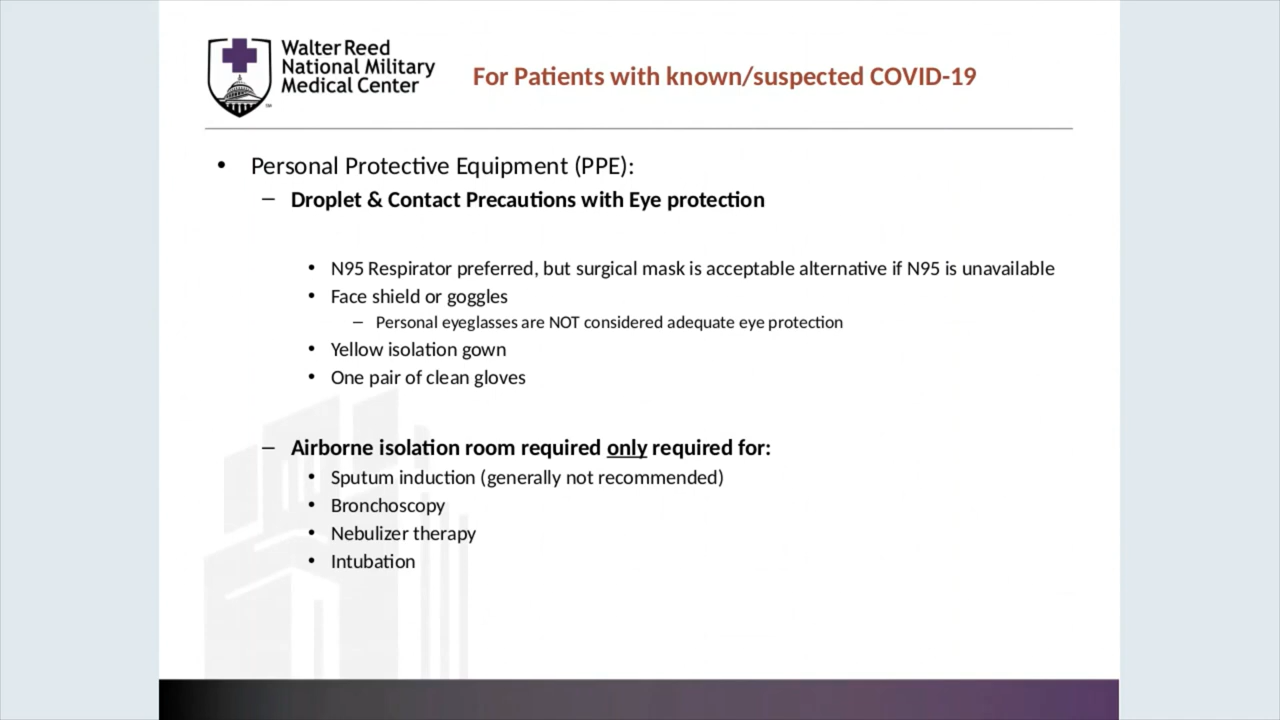 Walter Reed
National Military
Medical Center
For Patients with known/suspected COVID-19
• Personal Protective Equipment (PPE):
– Droplet & Contact Precautions with Eye protection
• N95 Respirator preferred, but surgical mask is acceptable alternative if N95 is unavailable
• Face shield or goggles
– Personal eyeglasses are NOT considered adequate eye protection
• Yellow isolation gown
• One pair of clean gloves
– Airborne isolation room required only required for:
• Sputum induction (generally not recommended)
• Bronchoscopy
• Nebulizer therapy
• Intubation